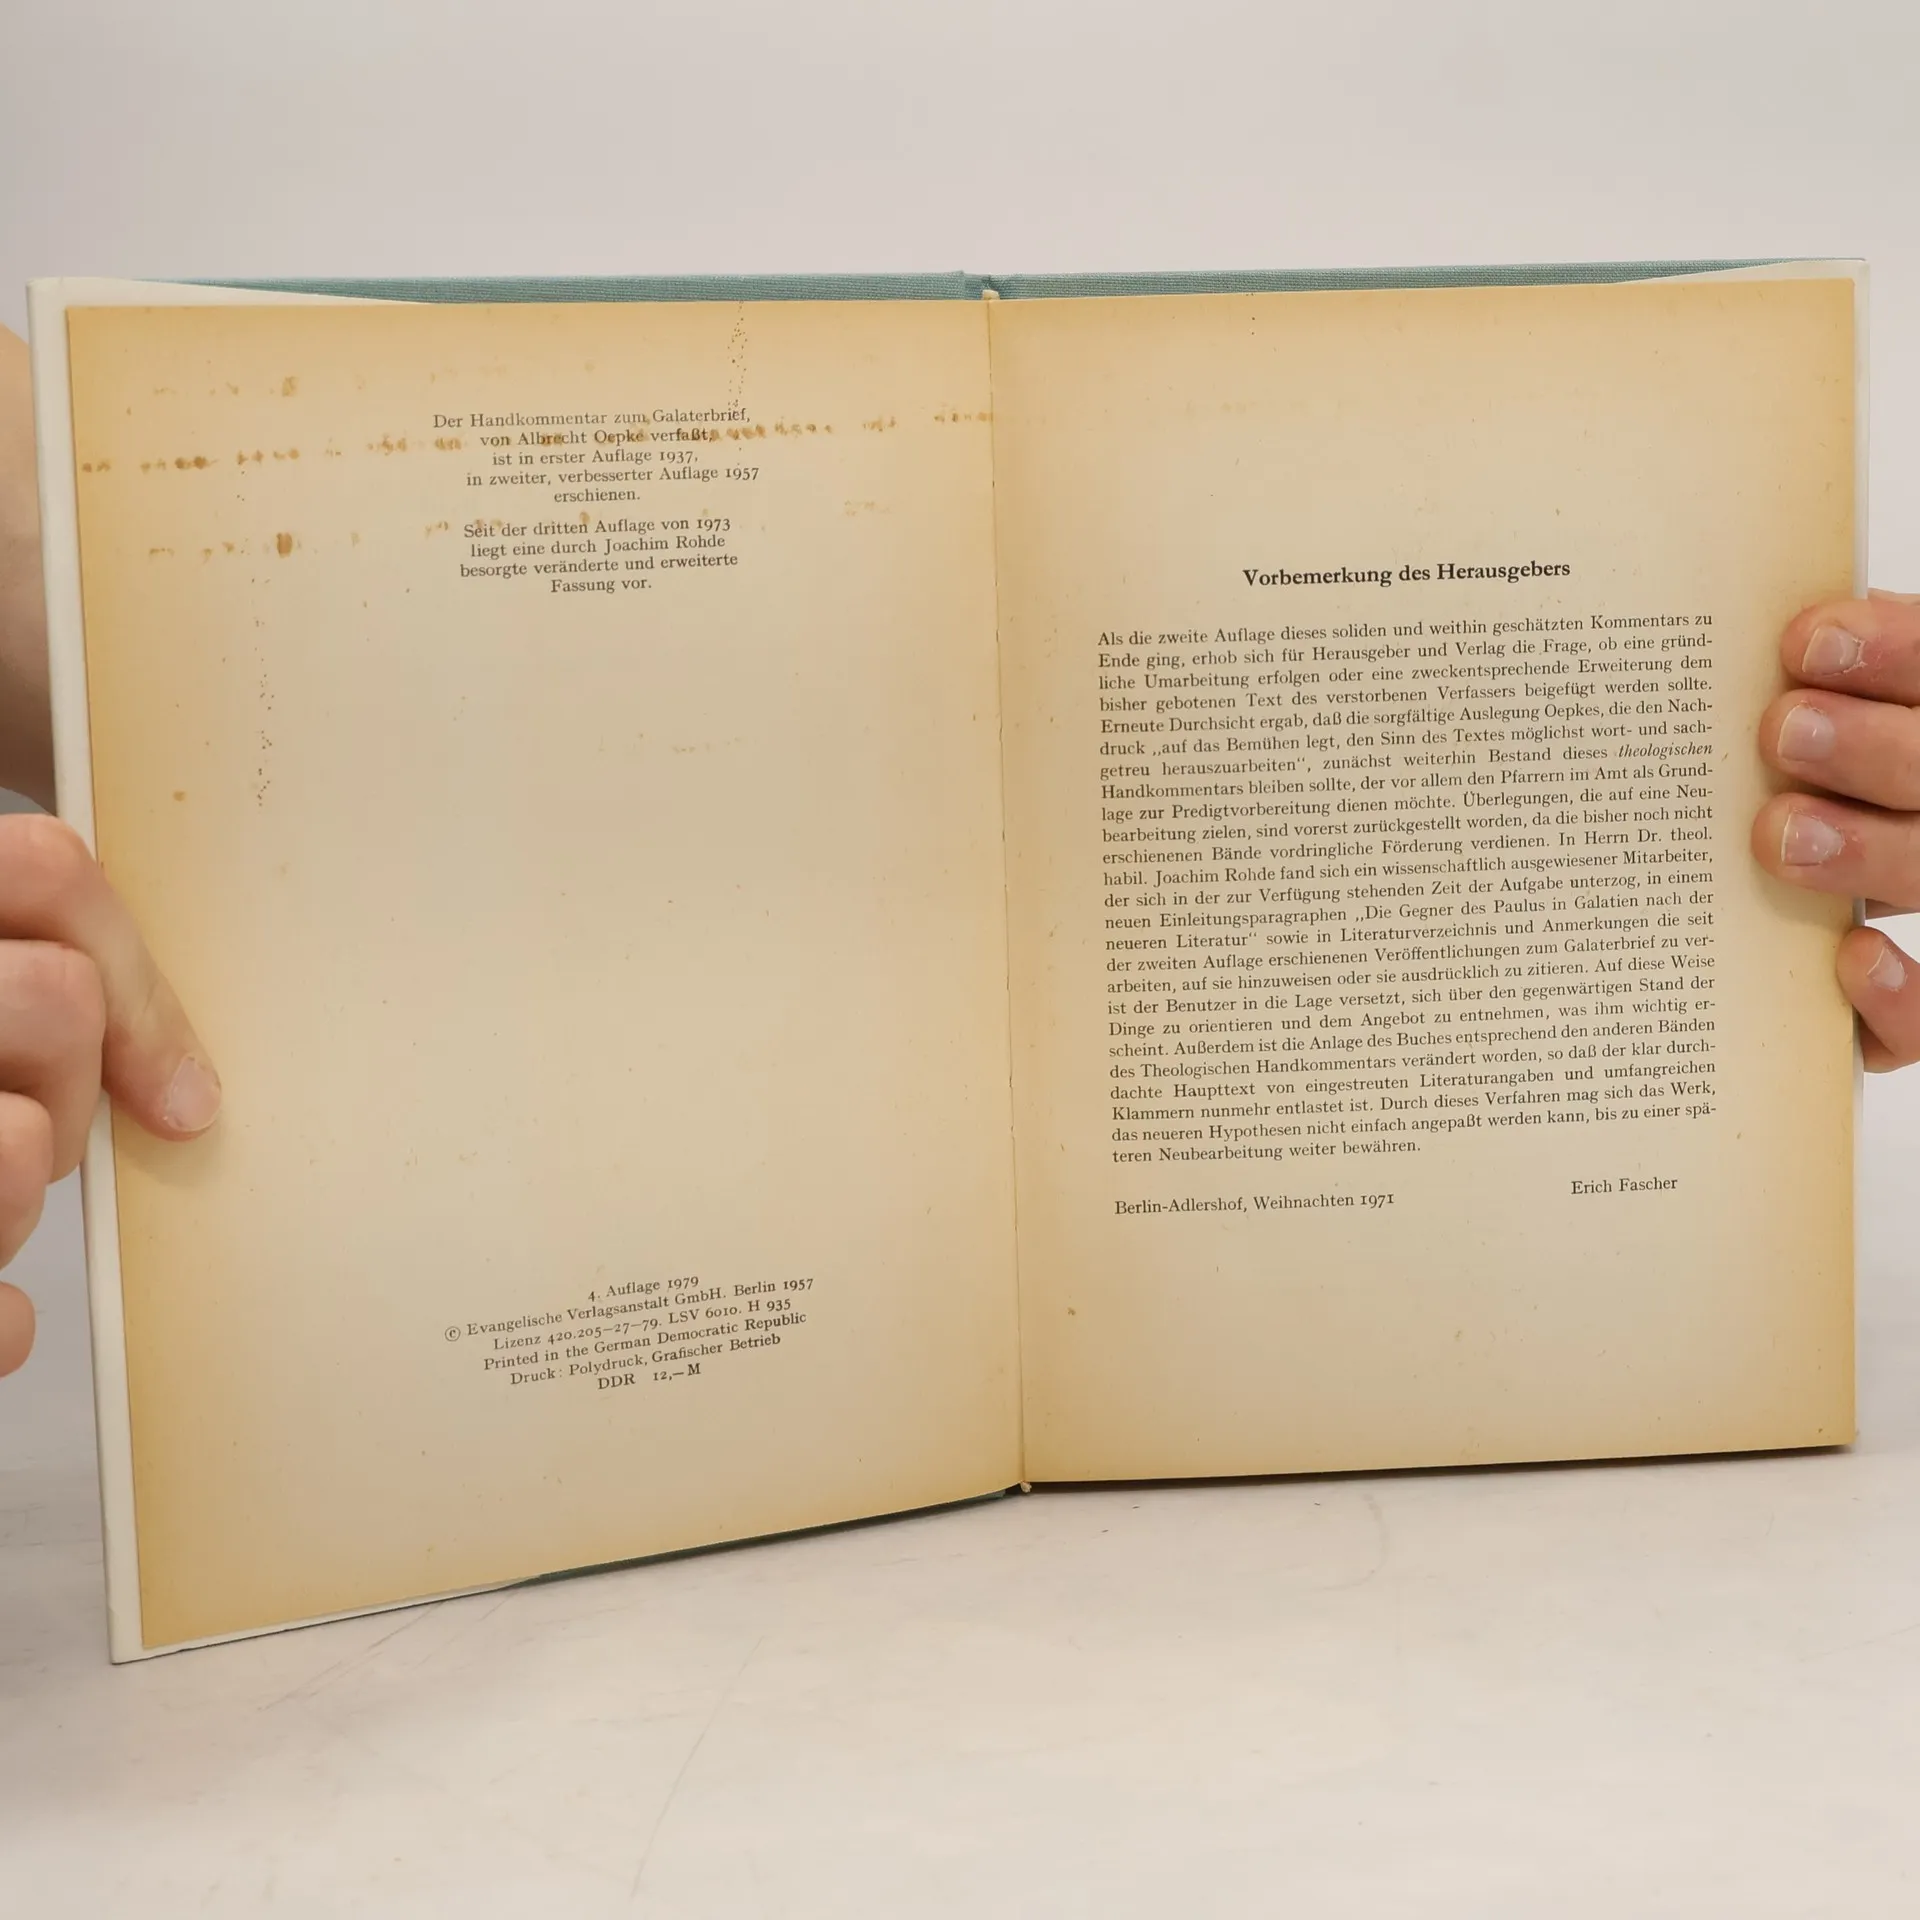 Der Handkommentar zum Galaterbrief,
von Albrecht Oepke verfaßt,
ist in erster Auflage 1937,
in zweiter, verbesserter Auflage 1957
erschienen.
Seit der dritten Auflage von 1973
liegt eine durch Joachim Rohde
besorgte veränderte und erweiterte
Fassung vor.
4. Auflage 1979
© Evangelische Verlagsanstalt GmbH. Berlin 1957
Lizenz 420.205–27–79. LSV 6010. H 935
Printed in the German Democratic Republic
Druck: Polydruck, Grafischer Betrieb
DDR 12,– M
Vorbemerkung des Herausgebers
Als die zweite Auflage dieses soliden und weithin geschätzten Kommentars zu
Ende ging, erhob sich für Herausgeber und Verlag die Frage, ob eine gründ-
liche Umarbeitung erfolgen oder eine zweckentsprechende Erweiterung dem
bisher gebotenen Text des verstorbenen Verfassers beigefügt werden sollte.
Erneute Durchsicht ergab, daß die sorgfältige Auslegung Oepkes, die den Nach-
druck „auf das Bemühen legt, den Sinn des Textes möglichst wort- und sach-
getreu herauszuarbeiten“, zunächst weiterhin Bestand dieses theologischen
Handkommentars bleiben sollte, der vor allem den Pfarrern im Amt als Grund-
lage zur Predigtvorbereitung dienen möchte. Überlegungen, die auf eine Neu-
bearbeitung zielen, sind vorerst zurückgestellt worden, da die bisher noch nicht
erschienenen Bände vordringliche Förderung verdienen. In Herrn Dr. theol.
habil. Joachim Rohde fand sich ein wissenschaftlich ausgewiesener Mitarbeiter,
der sich in der zur Verfügung stehenden Zeit der Aufgabe unterzog, in einem
neuen Einleitungsparagraphen „Die Gegner des Paulus in Galatien nach der
neueren Literatur“ sowie in Literaturverzeichnis und Anmerkungen die seit
der zweiten Auflage erschienenen Veröffentlichungen zum Galaterbrief zu ver-
arbeiten, auf sie hinzuweisen oder sie ausdrücklich zu zitieren. Auf diese Weise
ist der Benutzer in die Lage versetzt, sich über den gegenwärtigen Stand der
Dinge zu orientieren und dem Angebot zu entnehmen, was ihm wichtig er-
scheint. Außerdem ist die Anlage des Buches entsprechend den anderen Bänden
des Theologischen Handkommentars verändert worden, so daß der klar durch-
dachte Haupttext von eingestreuten Literaturangaben und umfangreichen
Klammern nunmehr entlastet ist. Durch dieses Verfahren mag sich das Werk,
das neueren Hypothesen nicht einfach angepaßt werden kann, bis zu einer spä-
teren Neubearbeitung weiter bewähren.
Berlin-Adlershof, Weihnachten 1971 Erich Fascher